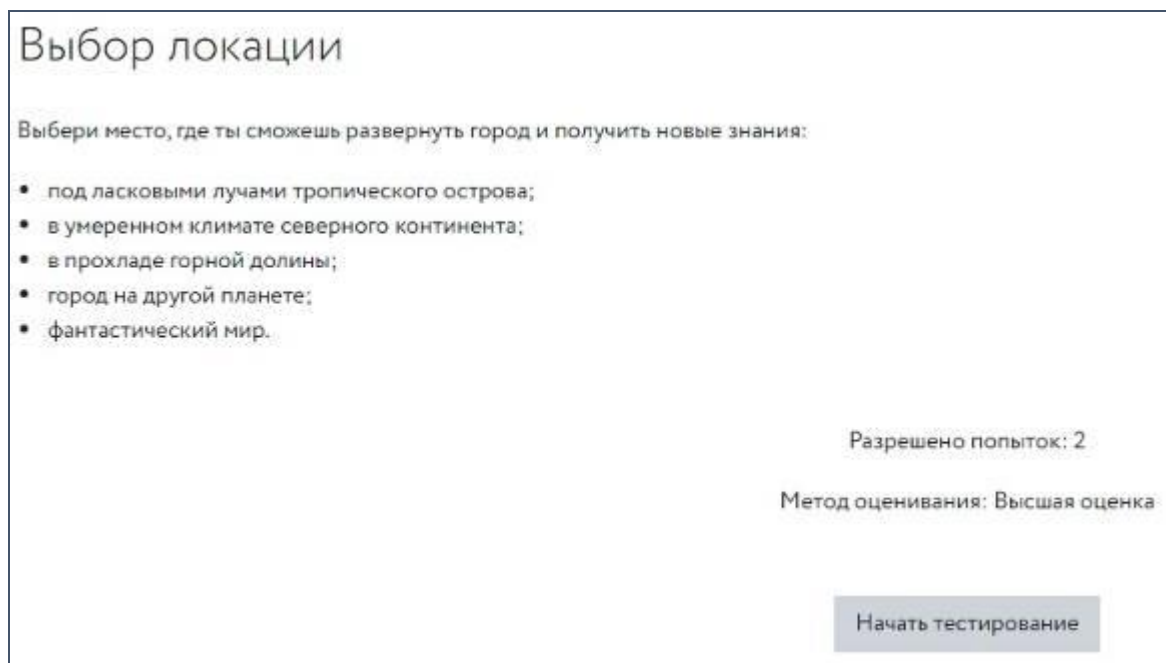 Выбор локации
Выбери место, где ты сможешь развернуть город и получить новые знания:
• под ласковыми лучами тропического острова;
• в умеренном климате северного континента;
• в прохладе горной долины;
• город на другой планете;
• фантастический мир.
Разрешено попыток: 2
Метод оценивания: Высшая оценка
Начать тестирование